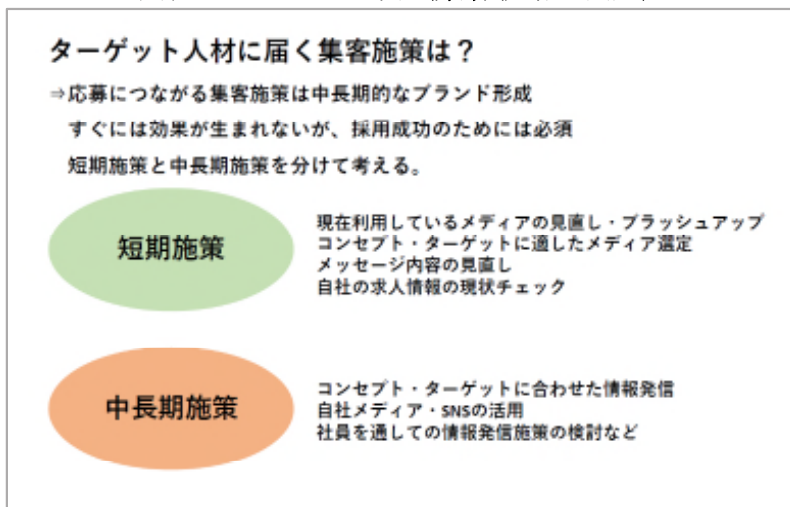 ターゲット人材に届く集客施策は？
⇒応募につながる集客施策は中長期的なブランド形成
すぐには効果が生まれないが、採用成功のためには必須
短期施策と中長期施策を分けて考える。
短期施策
現在利用しているメディアの見直し・ブラッシュアップ
コンセプト・ターゲットに適したメディア選定
メッセージ内容の見直し
自社の求人情報の現状チェック
中長期施策
コンセプト・ターゲットに合わせた情報発信
自社メディア・SNSの活用
社員を通しての情報発信施策の検討など